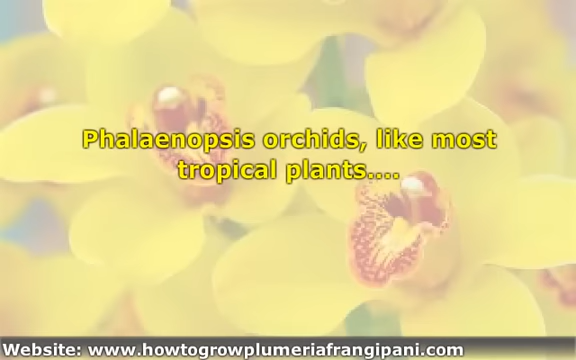 Phalaenopsis orchids, like most
tropical plants....
Website: www.howtogrowplumeriafrangipani.com